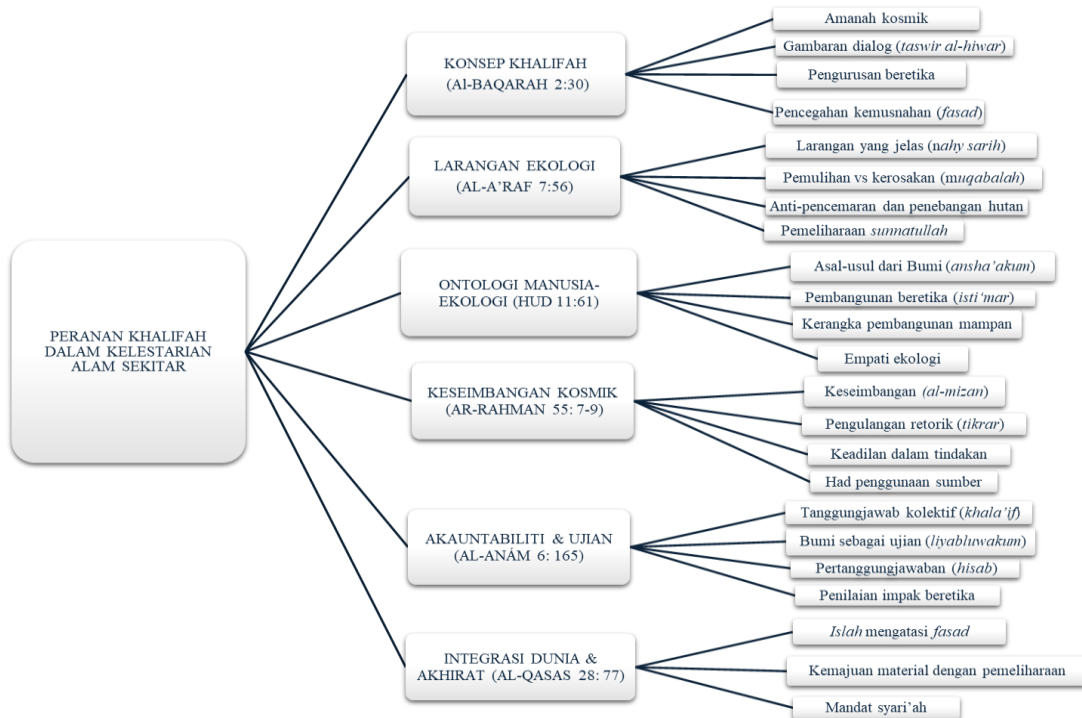 PERANAN KHALIFAH
DALAM KELESTARIAN
ALAM SEKITAR
KONSEP KHALIFAH
(Al-BAQARAH 2:30)
Amanah kosmik
Gambaran dialog (taswir al-hiwar)
Pengurusan beretika
Pencegahan kemusnahan (fasad)
LARANGAN EKOLOGI
(AL-A’RAF 7:56)
Larangan yang jelas (nahy sarih)
Pemulihan vs kerosakan (muqabalah)
Anti-pencemaran dan penebangan hutan
Pemeliharaan sunnatullah
ONTOLOGI MANUSIA-
EKOLOGI (HUD 11:61)
Asal-usul dari Bumi (ansha’akum)
Pembangunan beretika (isti‘mar)
Kerangka pembangunan mampan
Empati ekologi
KESEIMBANGAN KOSMIK
(AR-RAHMAN 55: 7-9)
Keseimbangan (al-mizan)
Pengulangan retorik (tikrar)
Keadilan dalam tindakan
Had penggunaan sumber
AKAUNTABILITI & UJIAN
(AL-ANÁM 6: 165)
Tanggungjawab kolektif (khala’if)
Bumi sebagai ujian (liyabluwakum)
Pertanggungjawaban (hisab)
Penilaian impak beretika
INTEGRASI DUNIA &
AKHIRAT (AL-QASAS 28: 77)
Islah mengatasi fasad
Kemajuan material dengan pemeliharaan
Mandat syari’ah